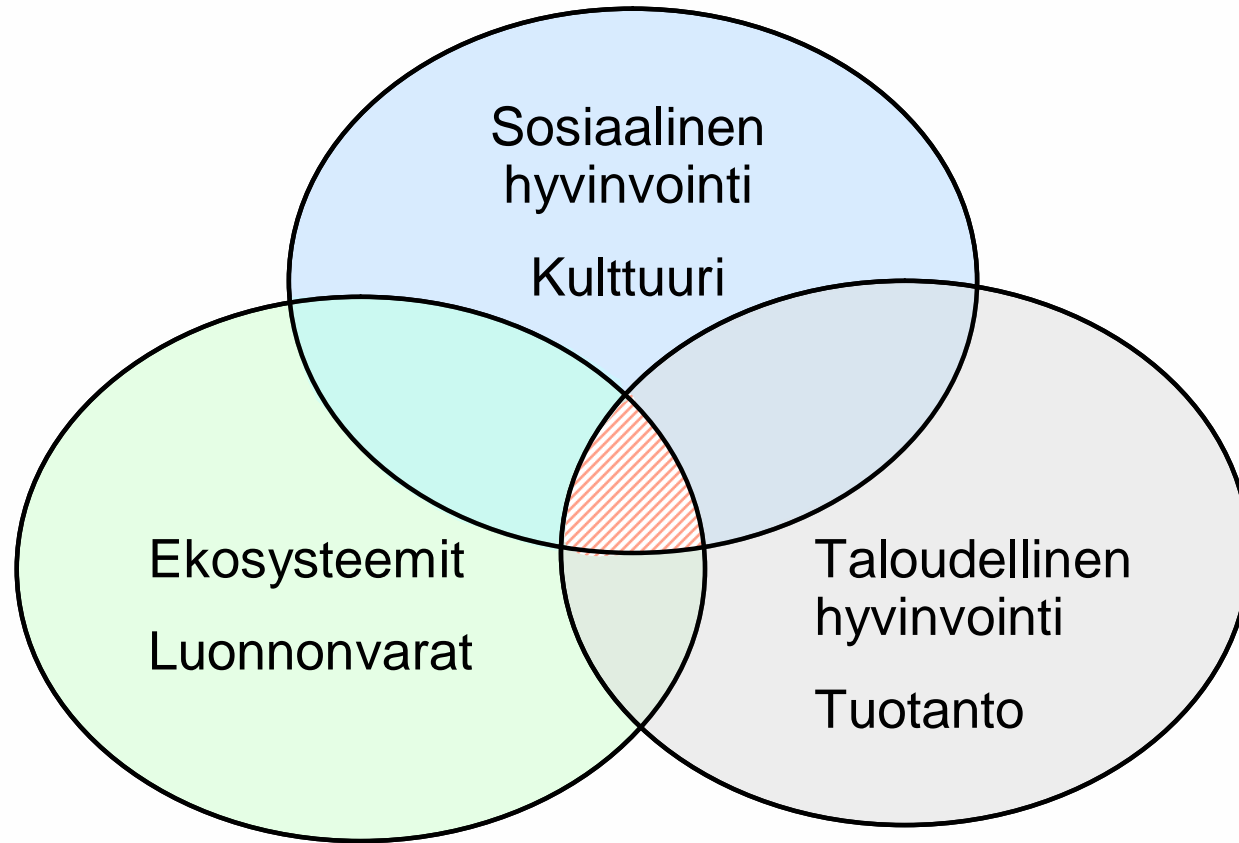 Sosiaalinen
hyvinvointi
Kulttuuri
Ekosysteemit
Luonnonvarat
Taloudellinen
hyvinvointi
Tuotanto